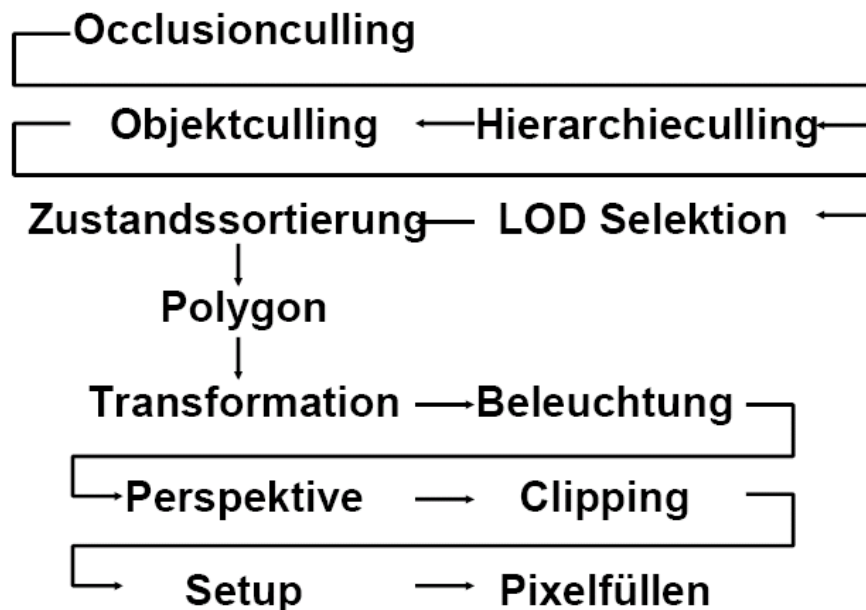 Occlusionculling
Objektculling Hierarchieculling
Zustandssortierung LOD Selektion
Polygon
Transformation Beleuchtung
Perspektive Clipping
Setup Pixelfüllen